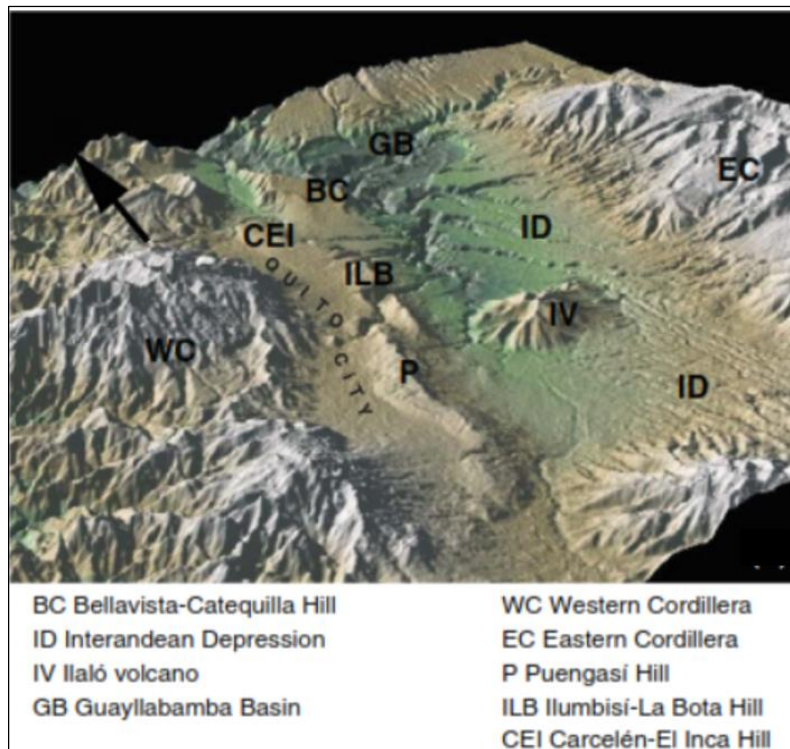 GB
EC
BC
ID
CEI
ILB
QUITO CITY
IV
WC
P
ID
BC Bellavista-Catequilla Hill
ID Interandean Depression
IV Ilaló volcano
GB Guayllabamba Basin
WC Western Cordillera
EC Eastern Cordillera
P Puengasí Hill
ILB Ilumbisí-La Bota Hill
CEI Carcelén-El Inca Hill